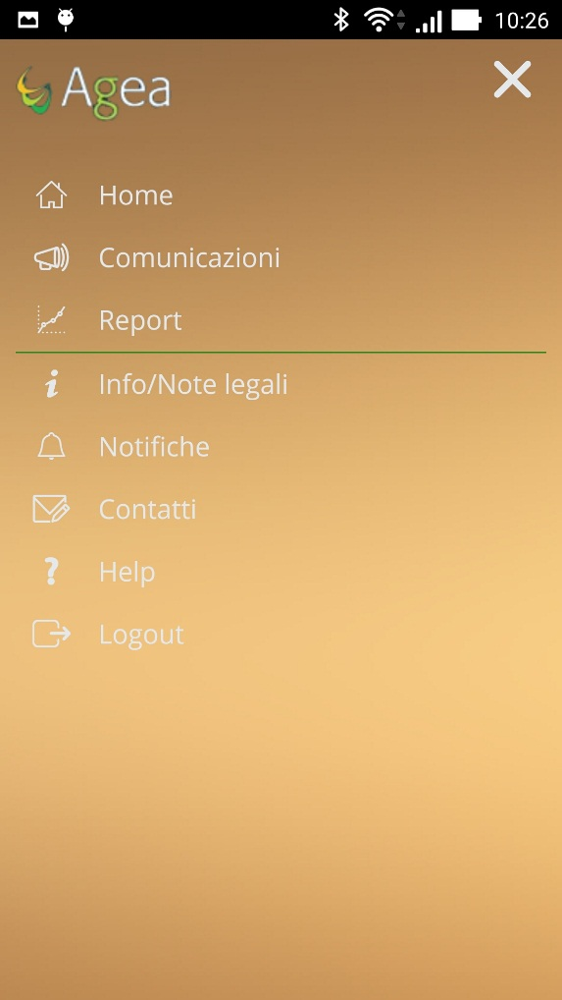 10:26
Agea
Home
Comunicazioni
Report
Info/Note legali
Notifiche
Contatti
Help
Logout